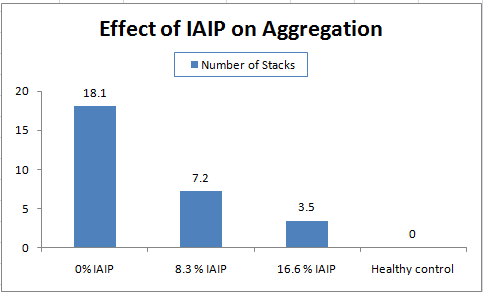 Effect of IAIP on Aggregation
Number of Stacks
20
15
10
5
0
18.1
7.2
3.5
0
0% IAIP
8.3 % IAIP
16.6 % IAIP
Healthy control